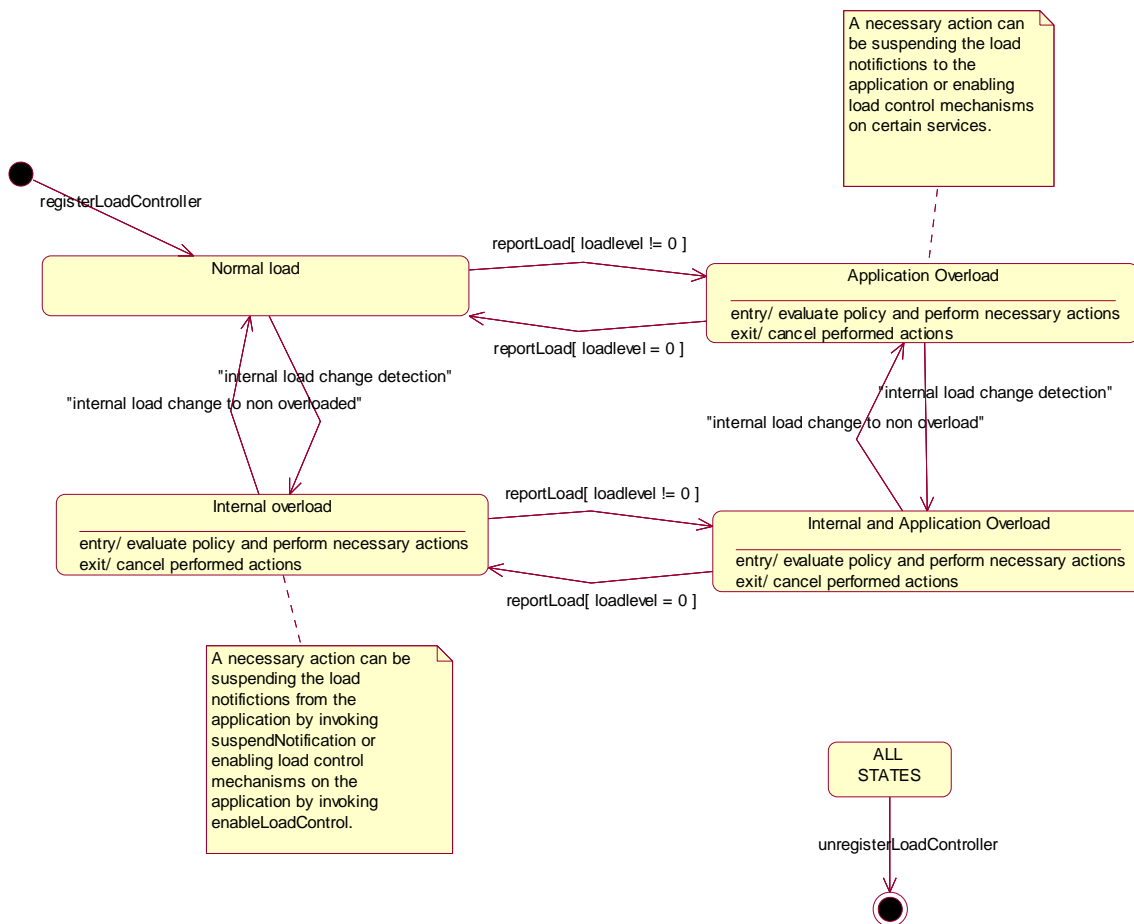 A necessary action can
be suspending the load
notifictions to the
application or enabling
load control mechanisms
on certain services.
registerLoadController
reportLoad[ loadlevel != 0 ]
Normal load
Application Overload
entry/ evaluate policy and perform necessary actions
exit/ cancel performed actions
reportLoad[ loadlevel = 0 ]
"internal load change detection"
"internal load change to non overloaded"
"internal load change detection"
"internal load change to non overload"
reportLoad[ loadlevel != 0 ]
Internal overload
entry/ evaluate policy and perform necessary actions
exit/ cancel performed actions
Internal and Application Overload
entry/ evaluate policy and perform necessary actions
exit/ cancel performed actions
reportLoad[ loadlevel = 0 ]
A necessary action can be
suspending the load
notifictions from the
application by invoking
suspendNotification or
enabling load control
mechanisms on the
application by invoking
enableLoadControl.
ALL
STATES
unregisterLoadController